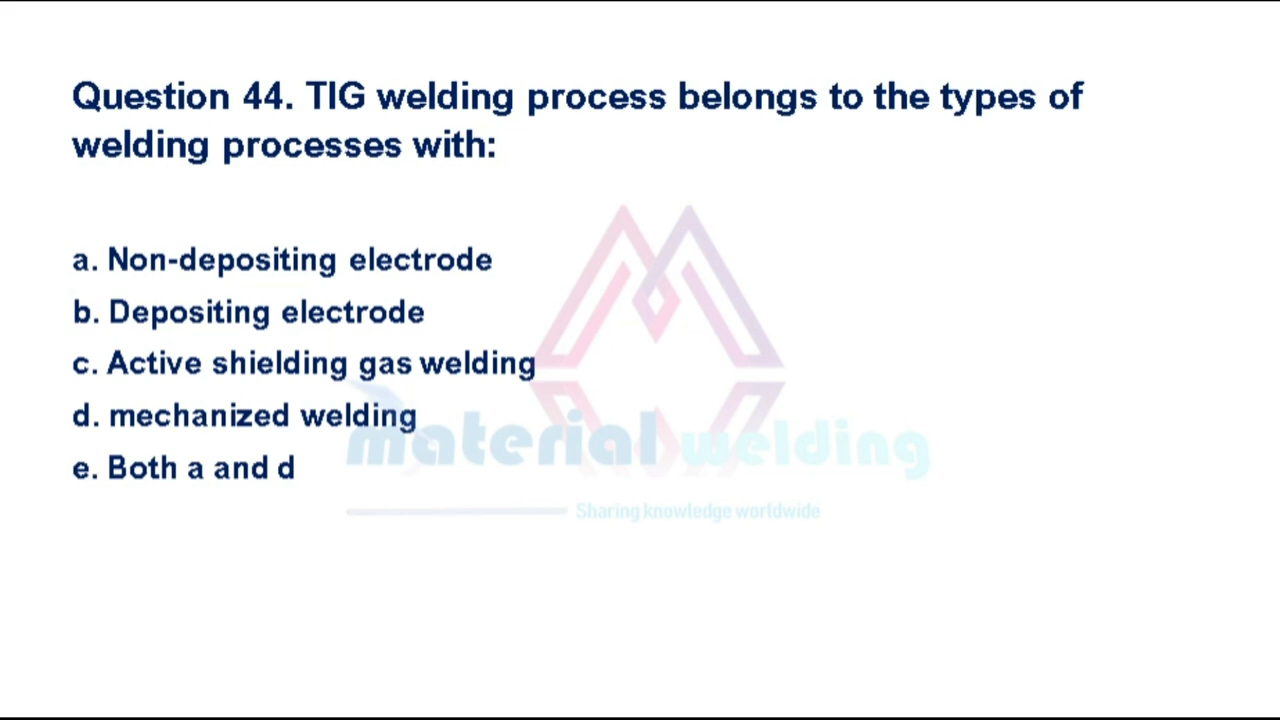 Question 44. TIG welding process belongs to the types of
welding processes with:
a. Non-depositing electrode
b. Depositing electrode
c. Active shielding gas welding
d. mechanized welding
e. Both a and d
material welding
Sharing knowledge worldwide